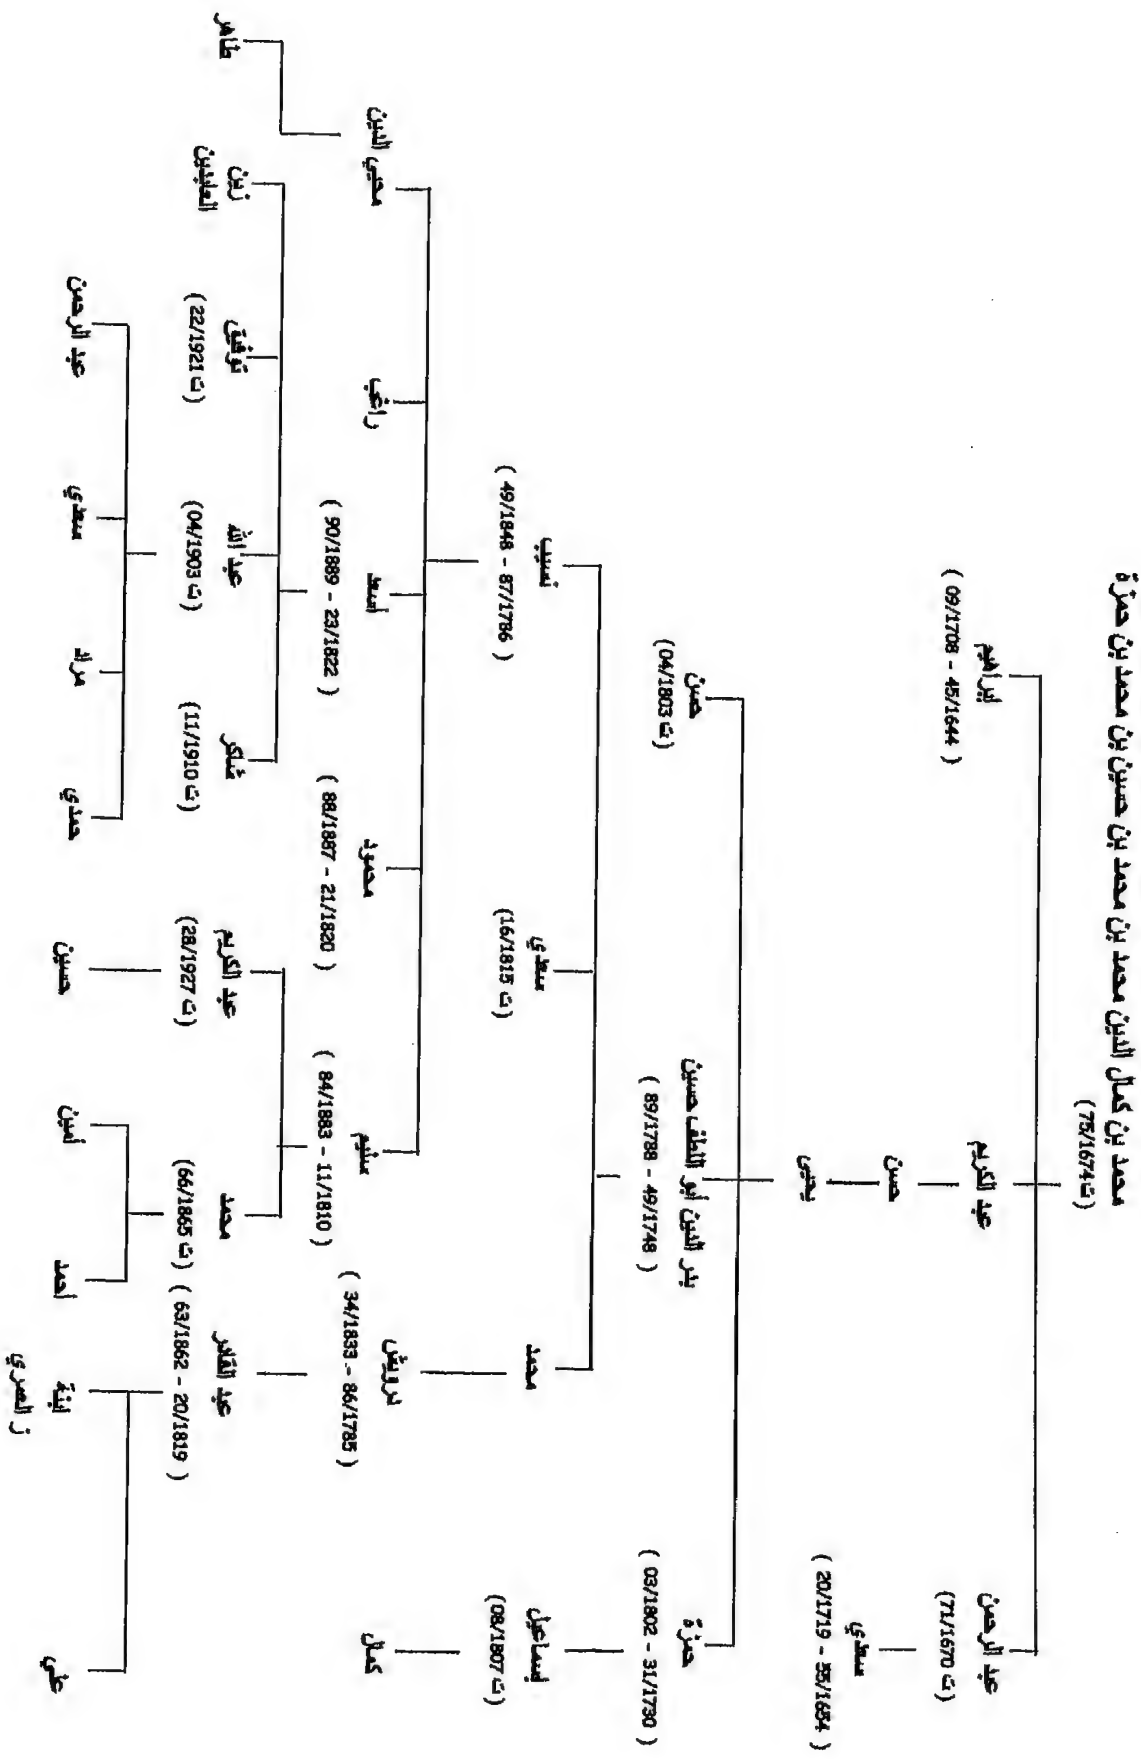 محمد بن كمال الدين محمد بن محمد بن حسين بن محمد بن حمزة
(ت 75/1674)
عبد الرحمن
(ت 71/1670)
عبد الكريم
إبراهيم
( 09/1708 - 45/1644 )
سعدي
( 20/1719 - 55/1654 )
حسن
يحيى
حمزة
( 03/1802 - 31/1730 )
بدر الدين أبو اللطف حسين
( 89/1788 - 49/1748 )
حسن
(ت 04/1803)
إسماعيل
(ت 08/1807)
محمد
سعدي
(ت 16/1815)
نسيب
( 49/1848 - 87/1786 )
كمال
درويش
( 34/1833 - 86/1785 )
سليم
( 84/1883 - 11/1810 )
محمود
( 88/1887 - 21/1820 )
أسعد
( 90/1889 - 23/1822 )
راغب
محيي الدين
عبد القادر
( 63/1862 - 20/1819 )
محمد
(ت 66/1865)
عبد الكريم
(ت 28/1927)
شاكر
(ت 11/1910)
عبد الله
(ت 04/1903)
توفيق
(ت 22/1921)
زين
العابدين
طاهر
علي
ابنة
ز العمري
أحمد
أمين
حسين
حمدي
مراد
سعدي
عبد الرحمن